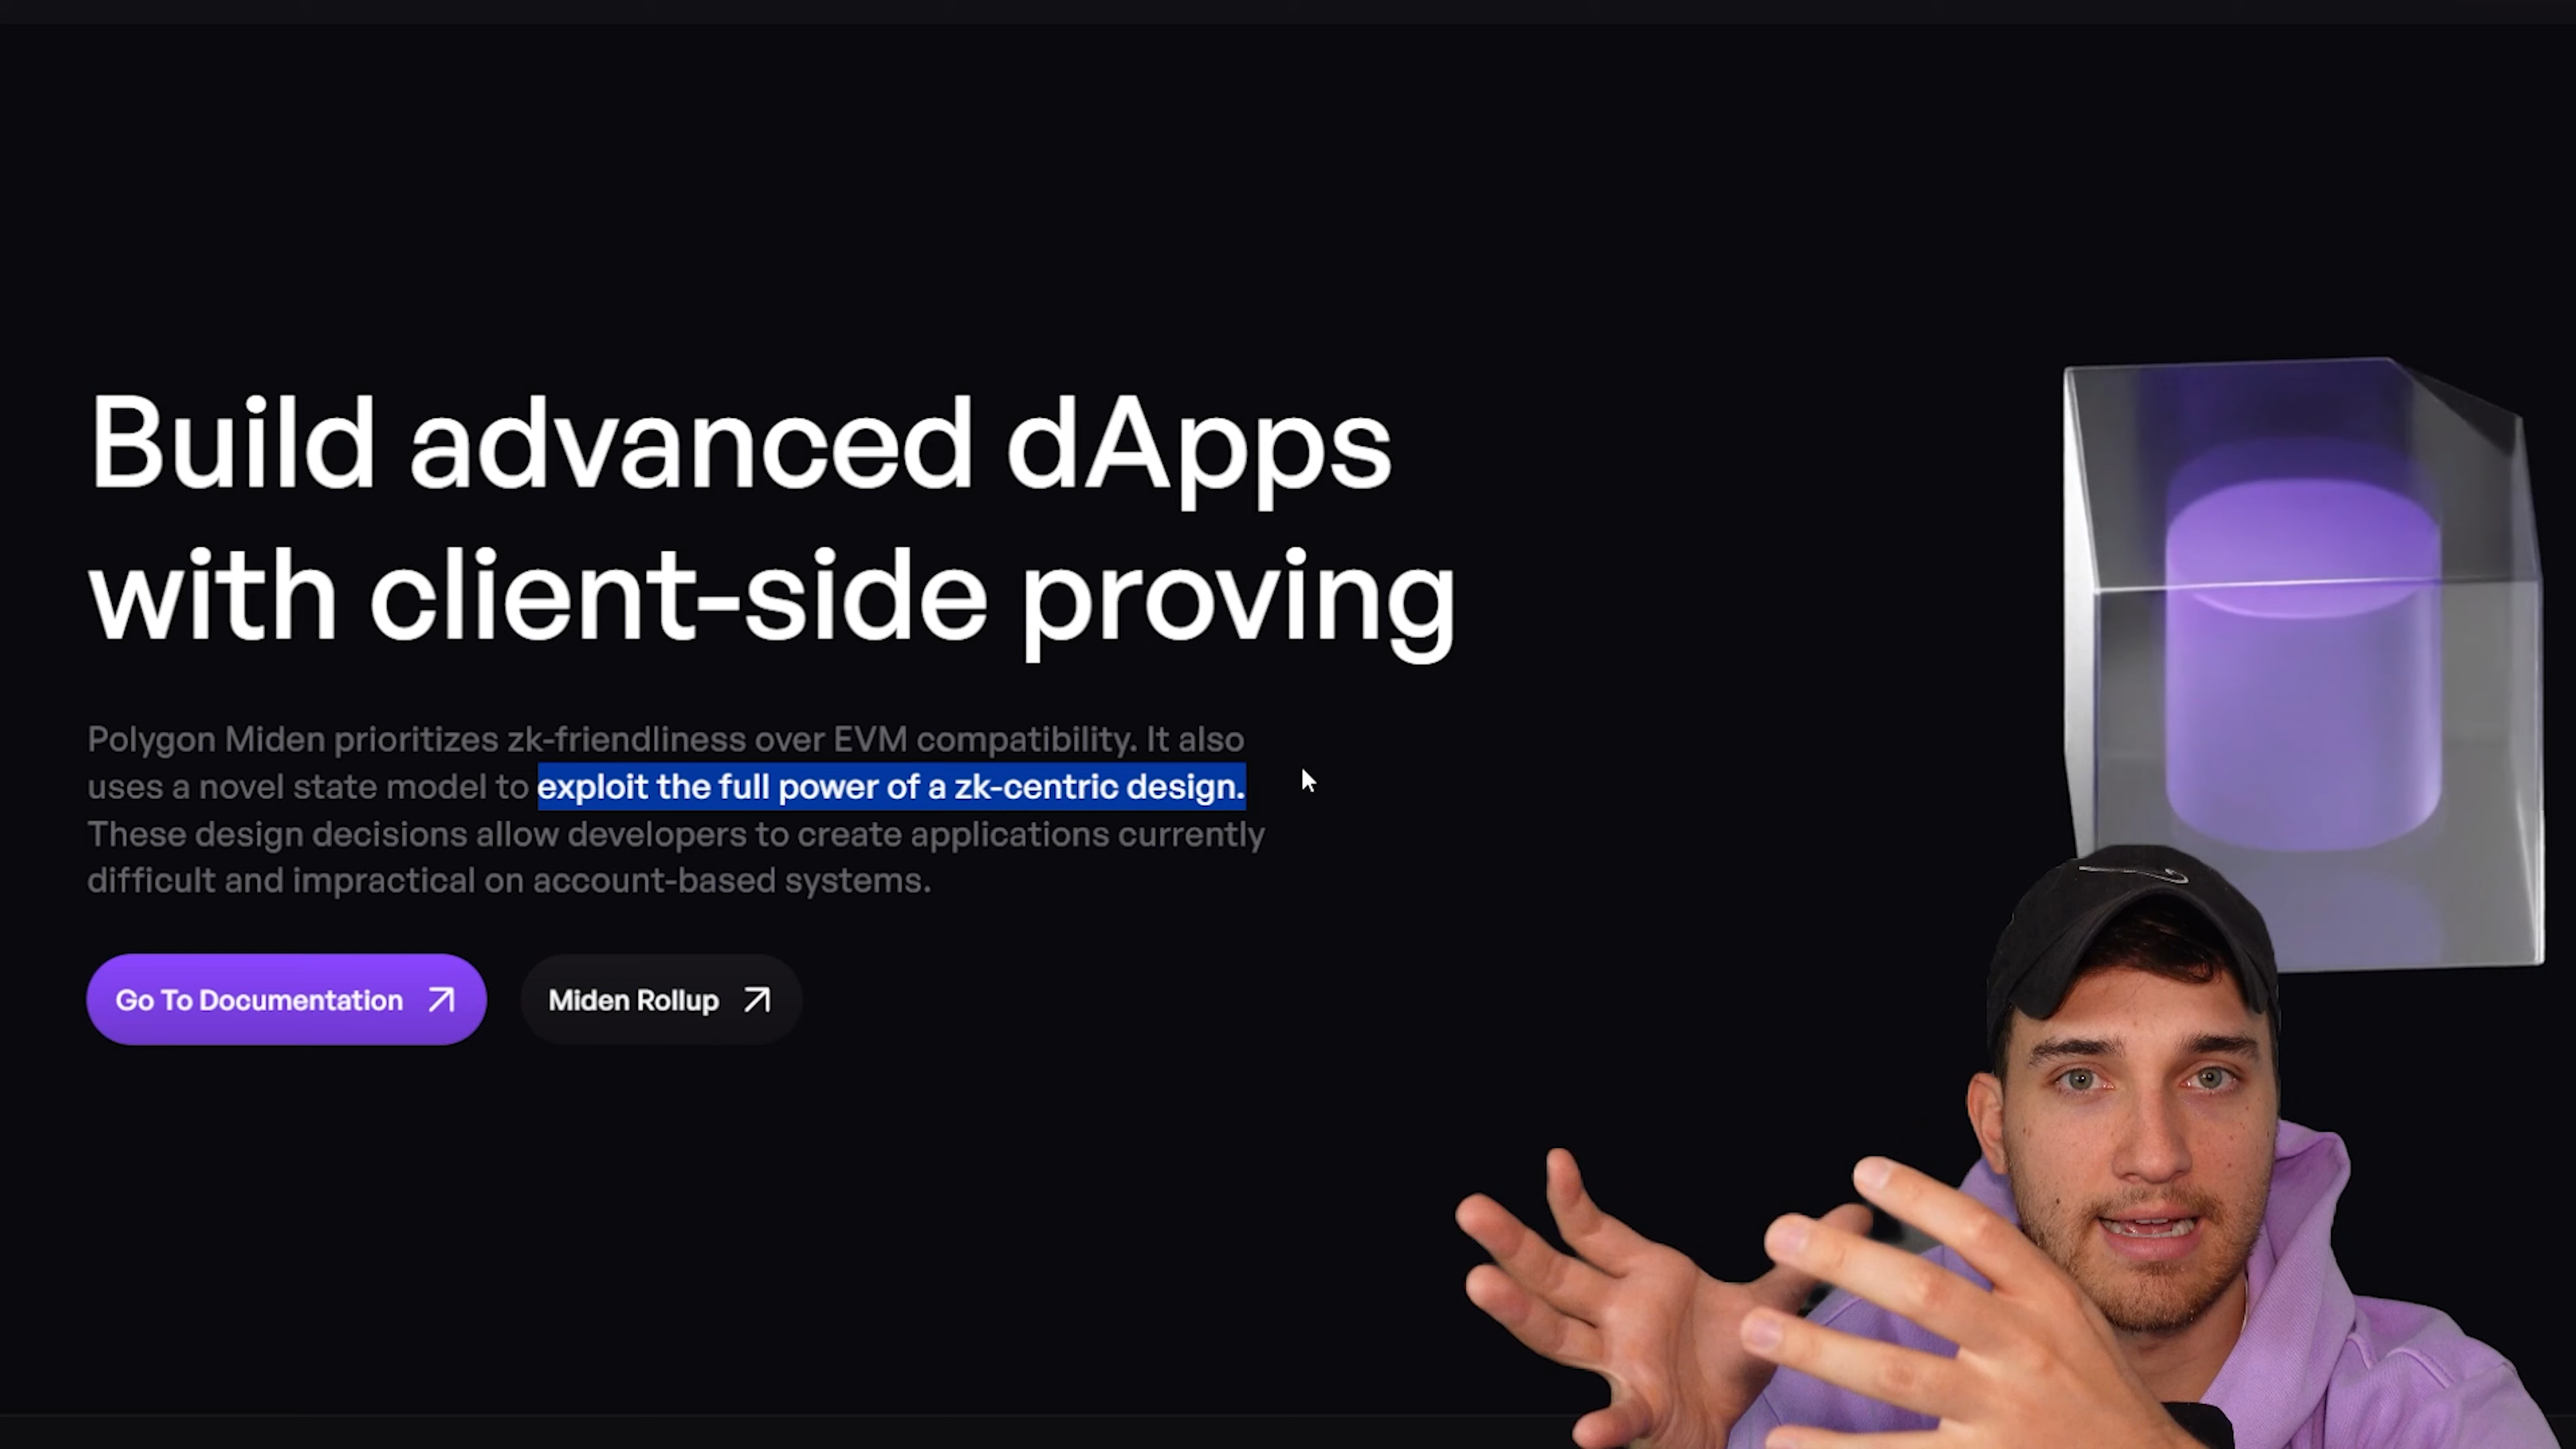 Build advanced dApps
with client-side proving
Polygon Miden prioritizes zk-friendliness over EVM compatibility. It also
uses a novel state model to exploit the full power of a zk-centric design.
These design decisions allow developers to create applications currently
difficult and impractical on account-based systems.
Go To Documentation
Miden Rollup